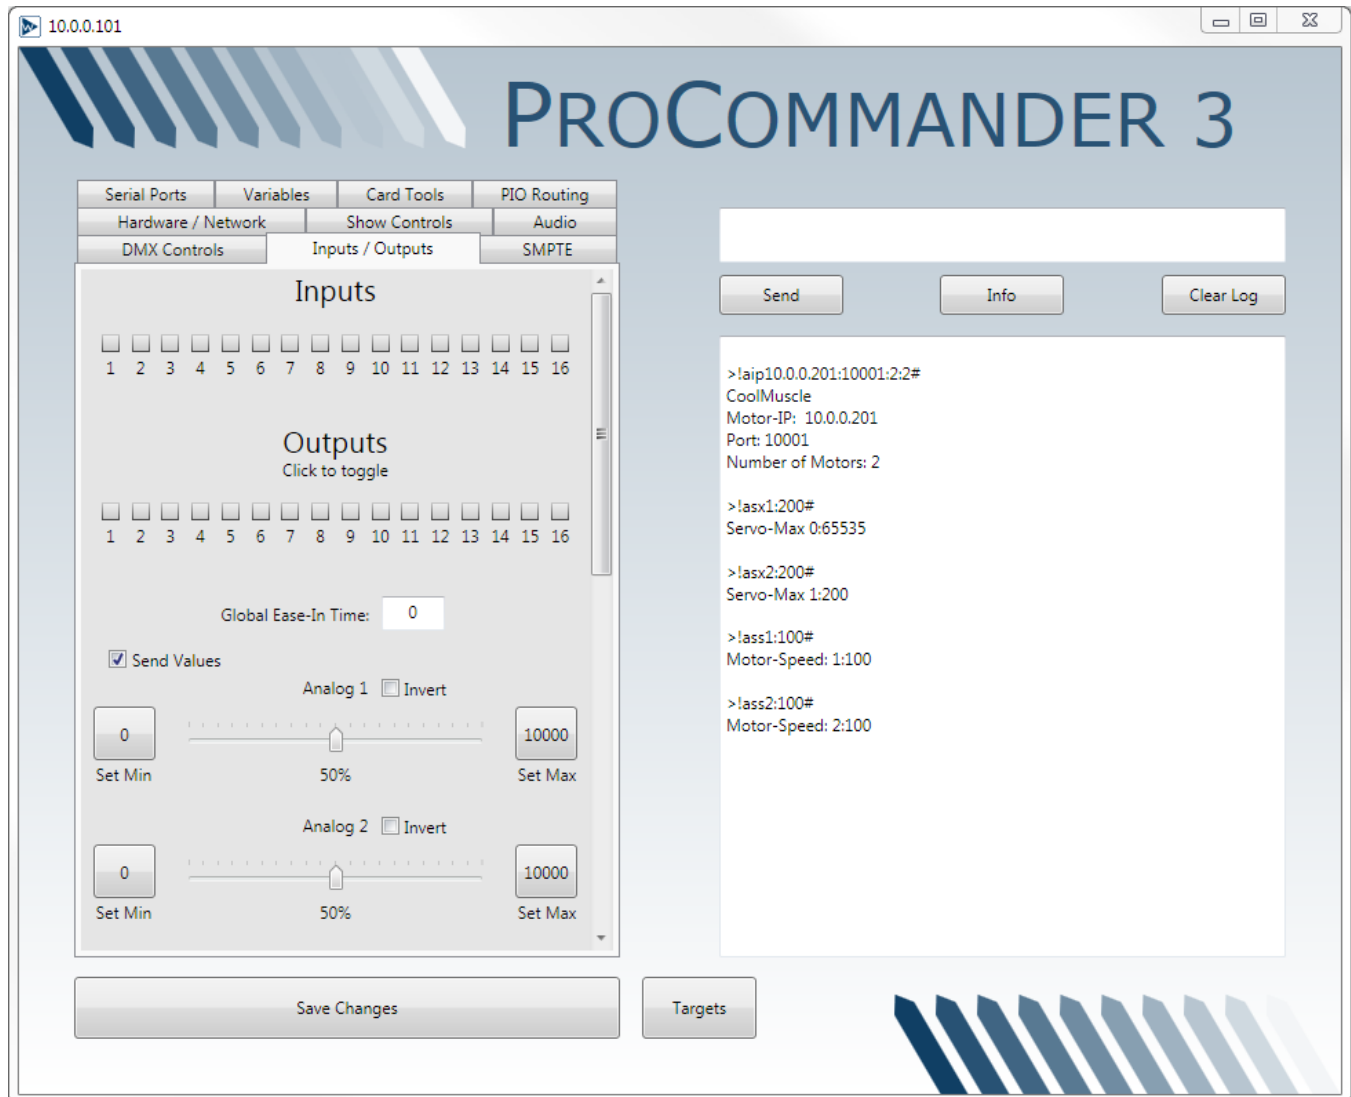 10.0.0.101
PROCOMMANDER 3
Serial Ports Variables Card Tools PIO Routing
Hardware / Network Show Controls Audio
DMX Controls Inputs / Outputs SMPTE
Inputs
1 2 3 4 5 6 7 8 9 10 11 12 13 14 15 16
Outputs
Click to toggle
1 2 3 4 5 6 7 8 9 10 11 12 13 14 15 16
Global Ease-In Time: 0
Send Values
Analog 1 Invert
0 10000
Set Min 50% Set Max
Analog 2 Invert
0 10000
Set Min 50% Set Max
Save Changes
Targets
Send Info Clear Log
>!aip10.0.0.201:10001:2:2#
CoolMuscle
Motor-IP: 10.0.0.201
Port: 10001
Number of Motors: 2
>!asx1:200#
Servo-Max 0:65535
>!asx2:200#
Servo-Max 1:200
>!ass1:100#
Motor-Speed: 1:100
>!ass2:100#
Motor-Speed: 2:100